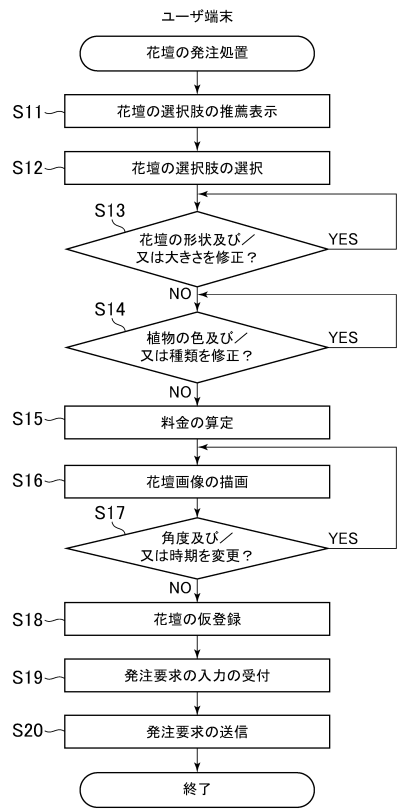 ユーザ端末
花壇の発注処置
S11
花壇の選択肢の推薦表示
S12
花壇の選択肢の選択
S13
花壇の形状及び／
又は大きさを修正？
YES
NO
S14
植物の色及び／
又は種類を修正？
YES
NO
S15
料金の算定
S16
花壇画像の描画
S17
角度及び／
又は時期を変更？
YES
NO
S18
花壇の仮登録
S19
発注要求の入力の受付
S20
発注要求の送信
終了